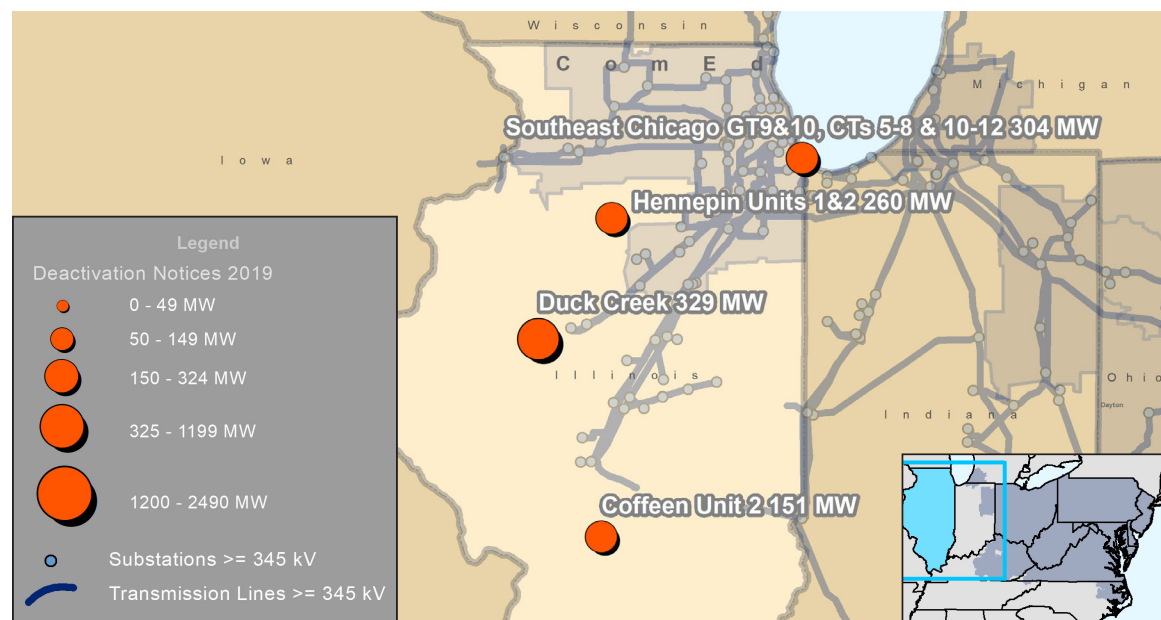 Wisconsin
ComEd
Michigan
Southeast Chicago GT9&10, CTs 5-8 & 10-12 304 MW
Iowa
Hennepin Units 1&2 260 MW
Legend
Deactivation Notices 2019
0 - 49 MW
50 - 149 MW
150 - 324 MW
325 - 1199 MW
1200 - 2490 MW
Substations >= 345 kV
Transmission Lines >= 345 kV
Duck Creek 329 MW
Illinois
Ohio
Dayton
Indiana
Coffeen Unit 2 151 MW